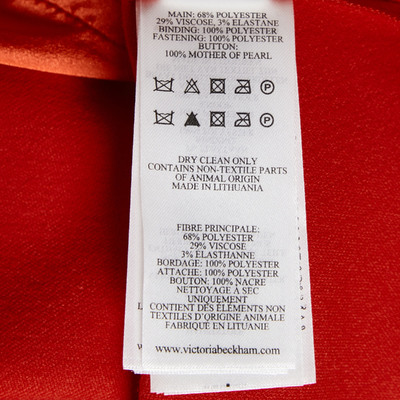 MAIN: 68% POLYESTER
29% VISCOSE, 3% ELASTANE
BINDING: 100% POLYESTER
FASTENING: 100% POLYESTER
BUTTON:
100% MOTHER OF PEARL
P
P
DRY CLEAN ONLY
CONTAINS NON-TEXTILE PARTS
OF ANIMAL ORIGIN
MADE IN LITHUANIA
FIBRE PRINCIPALE:
68% POLYESTER
29% VISCOSE
3% ELASTHANNE
BORDAGE: 100% POLYESTER
ATTACHE: 100% POLYESTER
BOUTON: 100% NACRE
NETTOYAGE A SEC
UNIQUEMENT
CONTIENT DES ÉLÉMENTS NON
TEXTILES D'ORIGINE ANIMALE
FABRIQUE EN LITUANIE
www.victoriabeckham.com